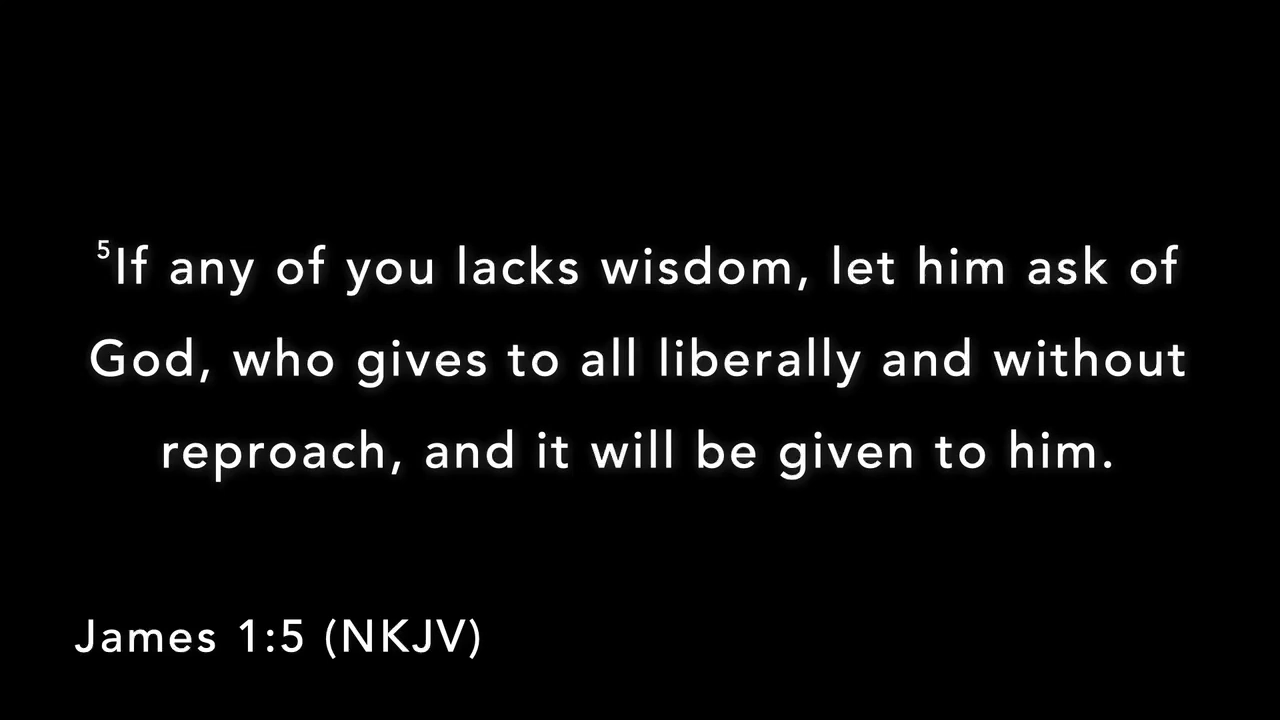 ⁵If any of you lacks wisdom, let him ask of
God, who gives to all liberally and without
reproach, and it will be given to him.
James 1:5 (NKJV)